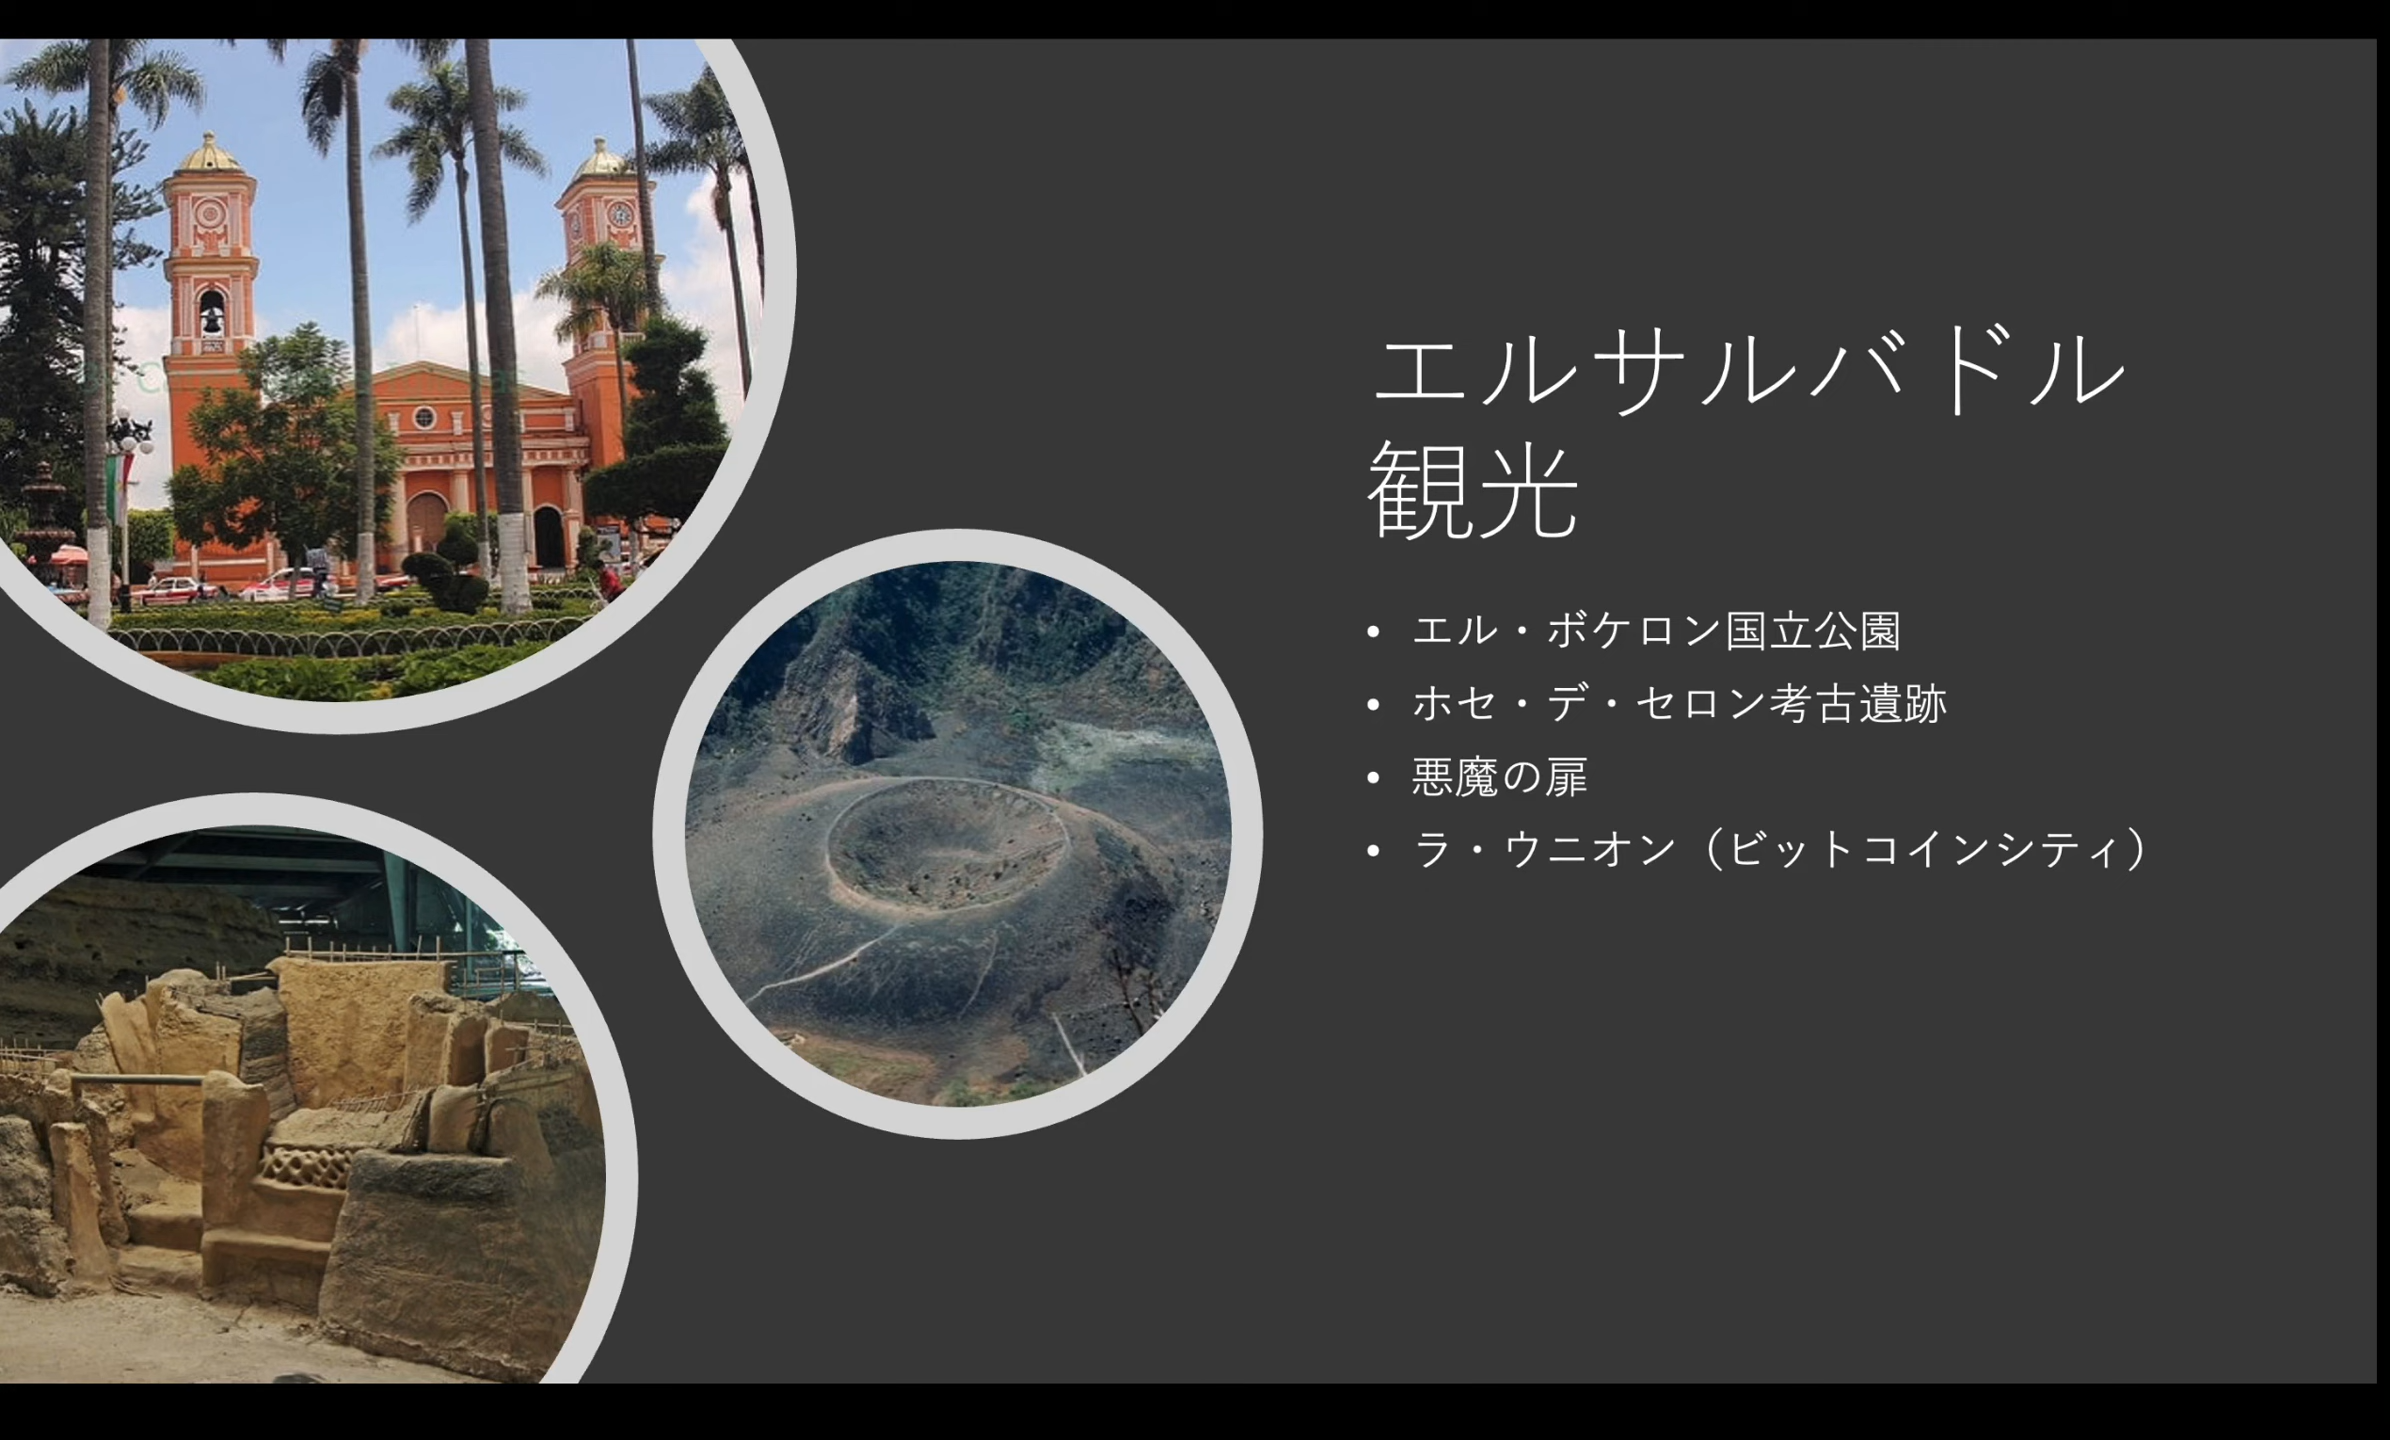 エルサルバドル
観光
• エル・ボケロン国立公園
• ホセ・デ・セロン考古遺跡
• 悪魔の扉
• ラ・ウニオン（ビットコインシティ）